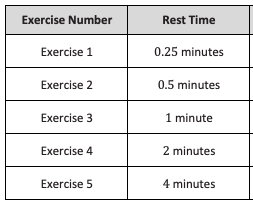 Exercise Number Rest Time
Exercise 1 0.25 minutes
Exercise 2 0.5 minutes
Exercise 3 1 minute
Exercise 4 2 minutes
Exercise 5 4 minutes